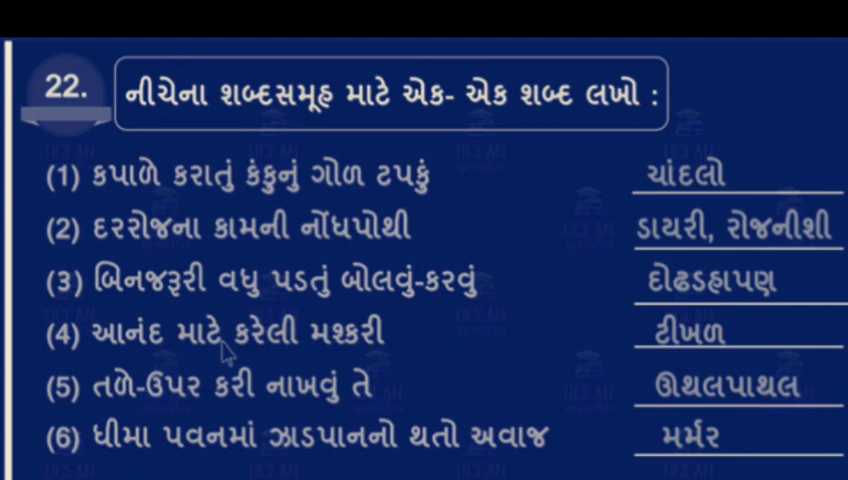 22. નીચેના શબ્દસમૂહ માટે એક- એક શબ્દ લખો :
(1) કપાળે કરાતું કંકુનું ગોળ ટપકું ચાંદલો
(2) દરરોજના કામની નોંધપોથી ડાયરી, રોજનીશી
(3) બિનજરૂરી વધુ પડતું બોલવું-કરવું દોઢડહાપણ
(4) આનંદ માટે કરેલી મશ્કરી ટીખળ
(5) તળે-ઉપર કરી નાખવું તે ઊથલપાથલ
(6) ધીમા પવનમાં ઝાડપાનનો થતો અવાજ મર્મર